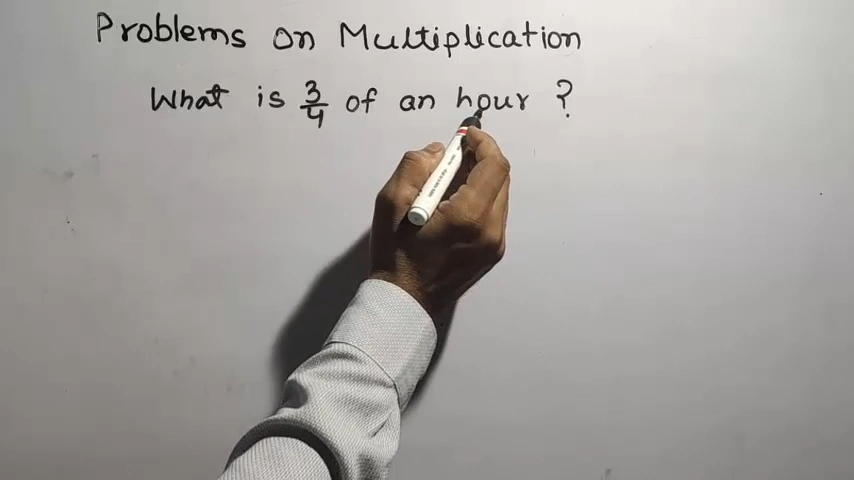 Problems on Multiplication
What is 3/4 of an hour ?